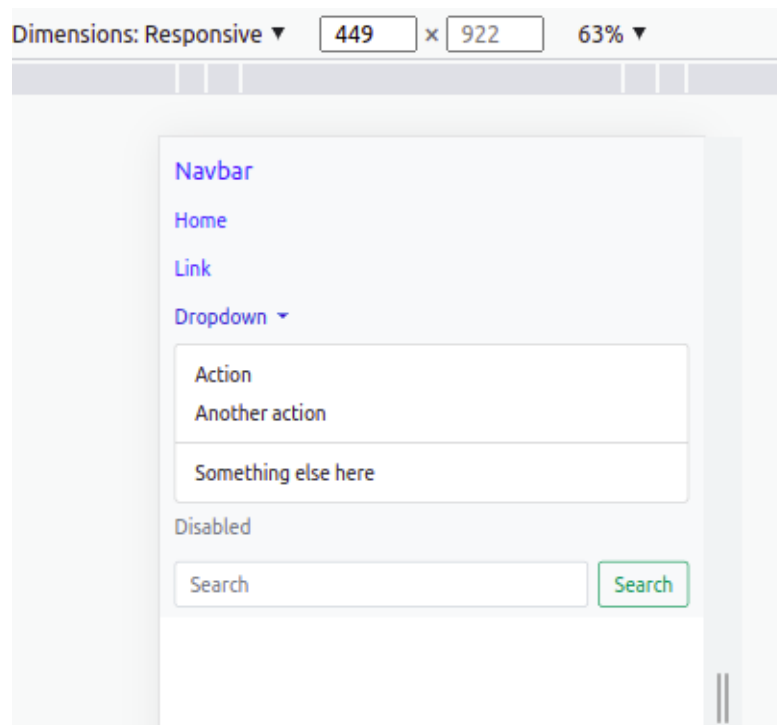 Dimensions: Responsive ▼ 449 × 922 63% ▼
Navbar
Home
Link
Dropdown
Action
Another action
Something else here
Disabled
Search Search